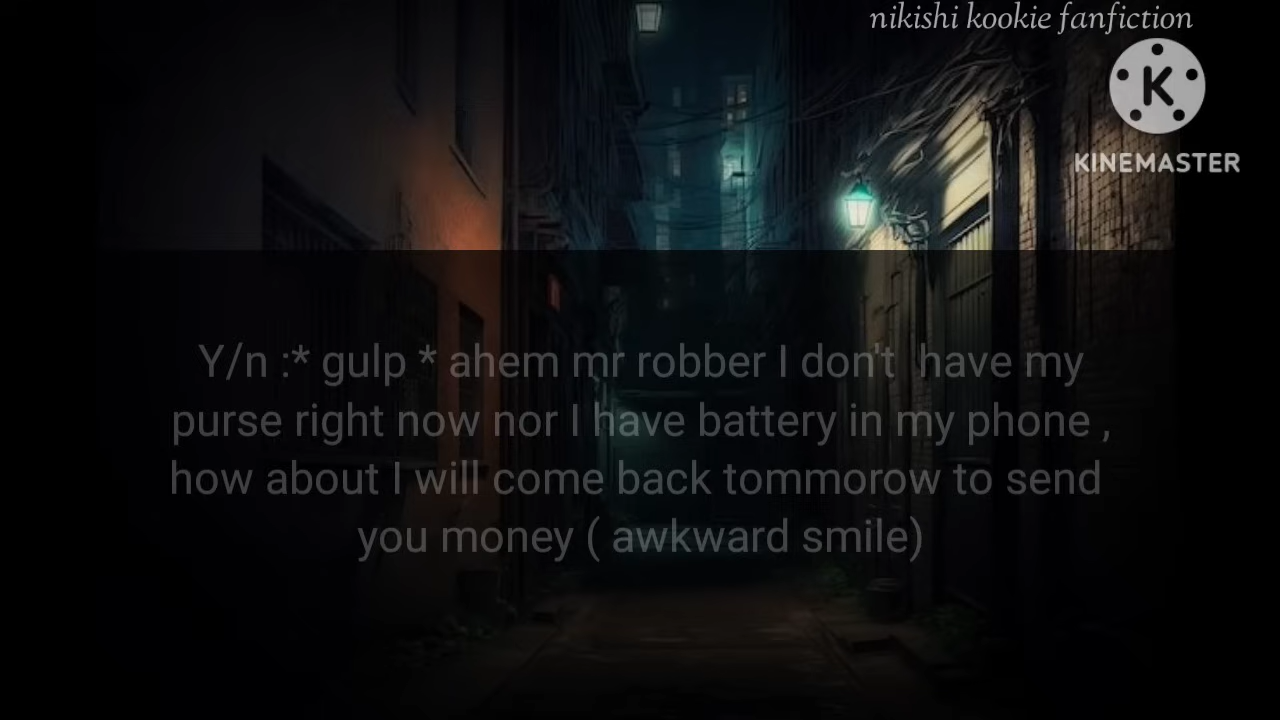 nikishi kookie fanfiction
K
KINEMASTER
Y/n :* gulp * ahem mr robber I don't have my
purse right now nor I have battery in my phone ,
how about I will come back tommorow to send
you money ( awkward smile)